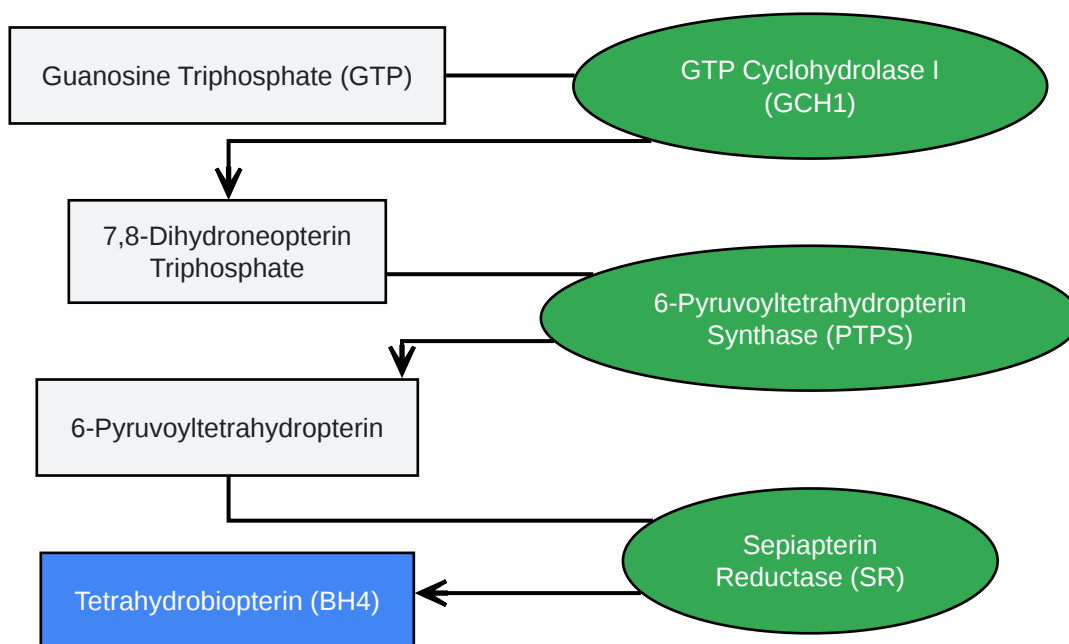 Guanosine Triphosphate (GTP)
GTP Cyclohydrolase I
(GCH1)
7,8-Dihydroneopterin
Triphosphate
6-Pyruvoyltetrahydropterin
Synthase (PTPS)
6-Pyruvoyltetrahydropterin
Sepiapterin
Reductase (SR)
Tetrahydrobiopterin (BH4)